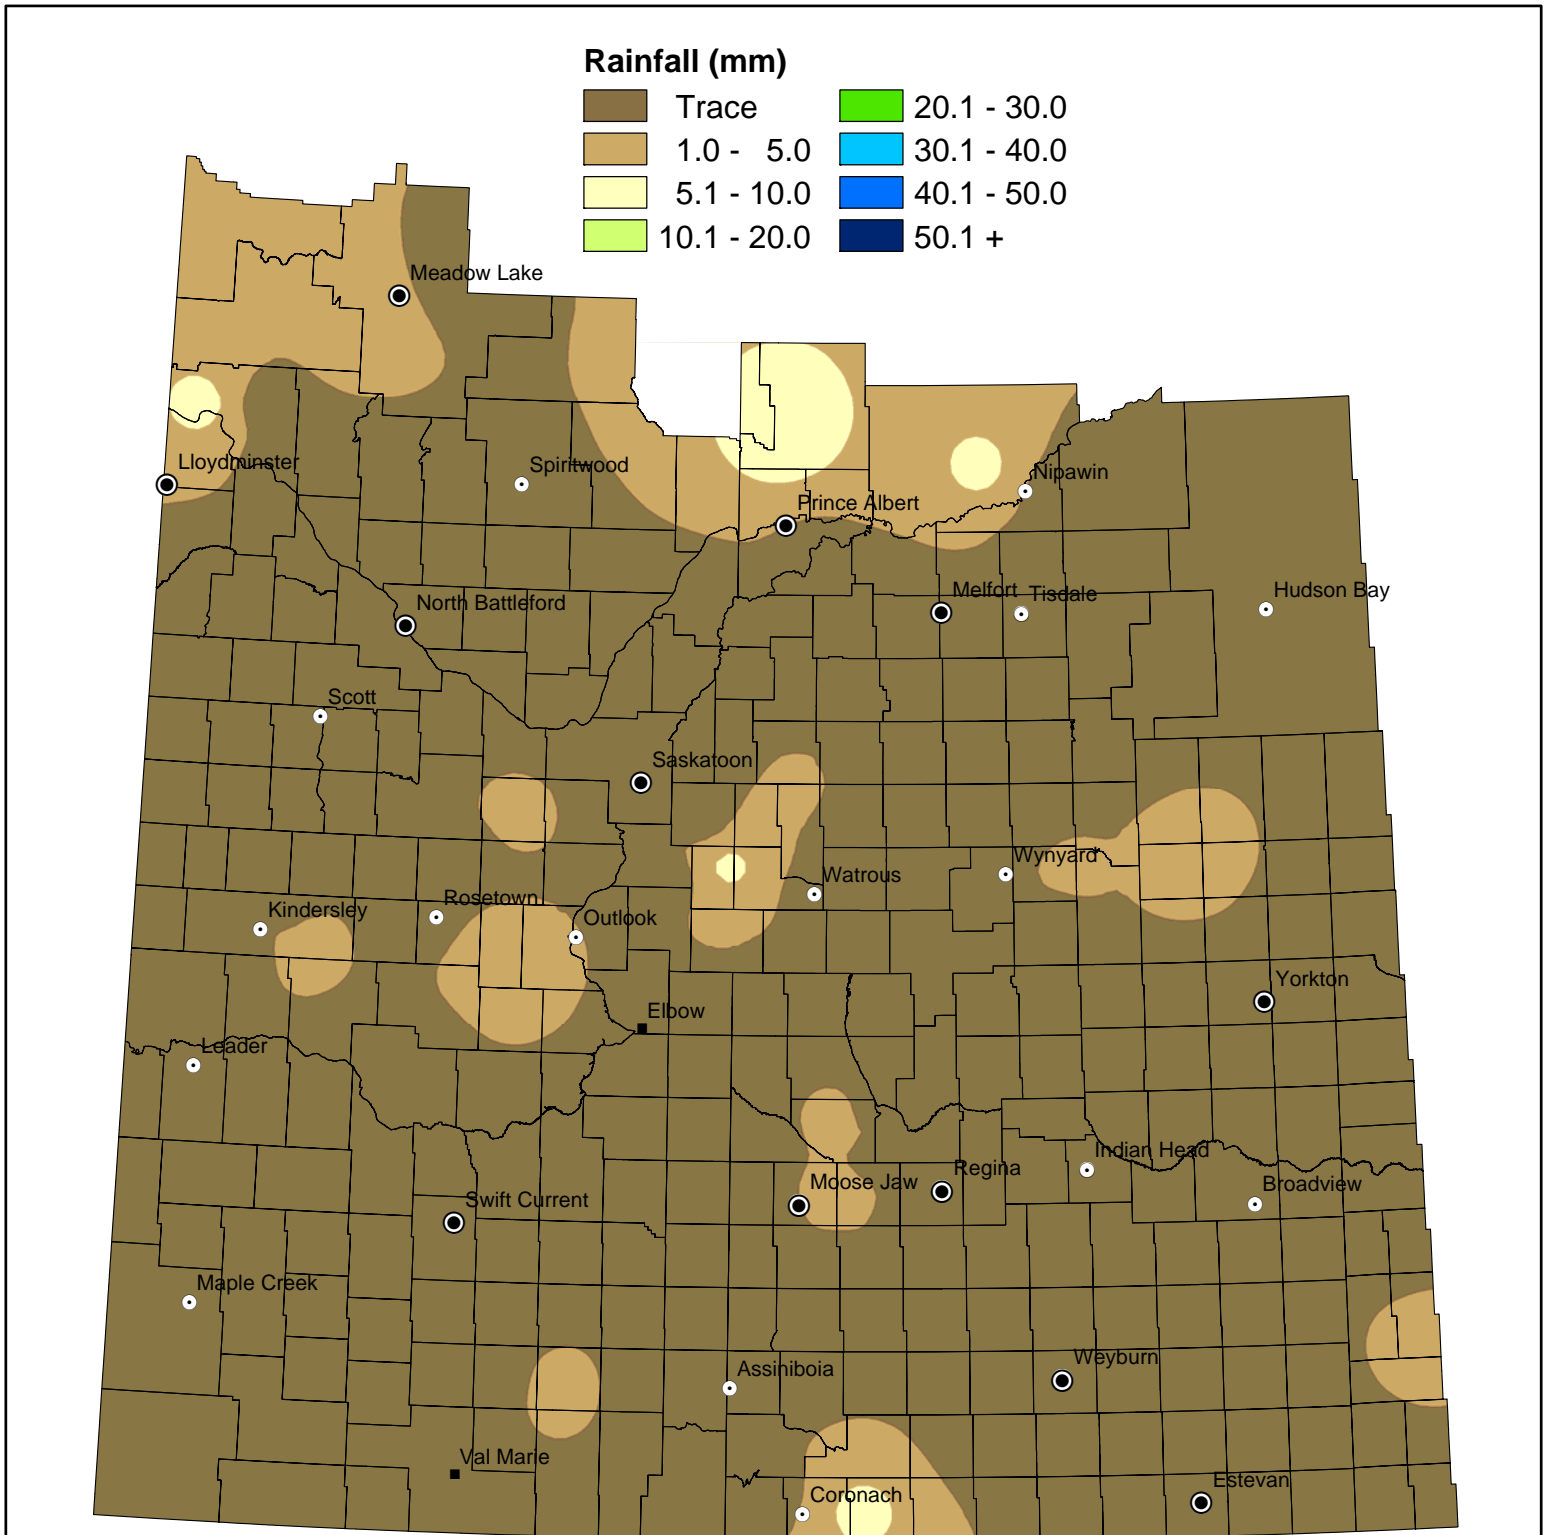 Rainfall (mm)
Trace
1.0 - 5.0
5.1 - 10.0
10.1 - 20.0
20.1 - 30.0
30.1 - 40.0
40.1 - 50.0
50.1 +
Meadow Lake
Lloydminster
Spiritwood
Nipawin
Prince Albert
North Battleford
Melfort
Tisdale
Hudson Bay
Scott
Saskatoon
Wynyard
Watrous
Rosetown
Kindersley
Outlook
Yorkton
Elbow
Leader
Indian Head
Regina
Moose Jaw
Broadview
Swift Current
Maple Creek
Weyburn
Assiniboia
Val Marie
Estevan
Coronach